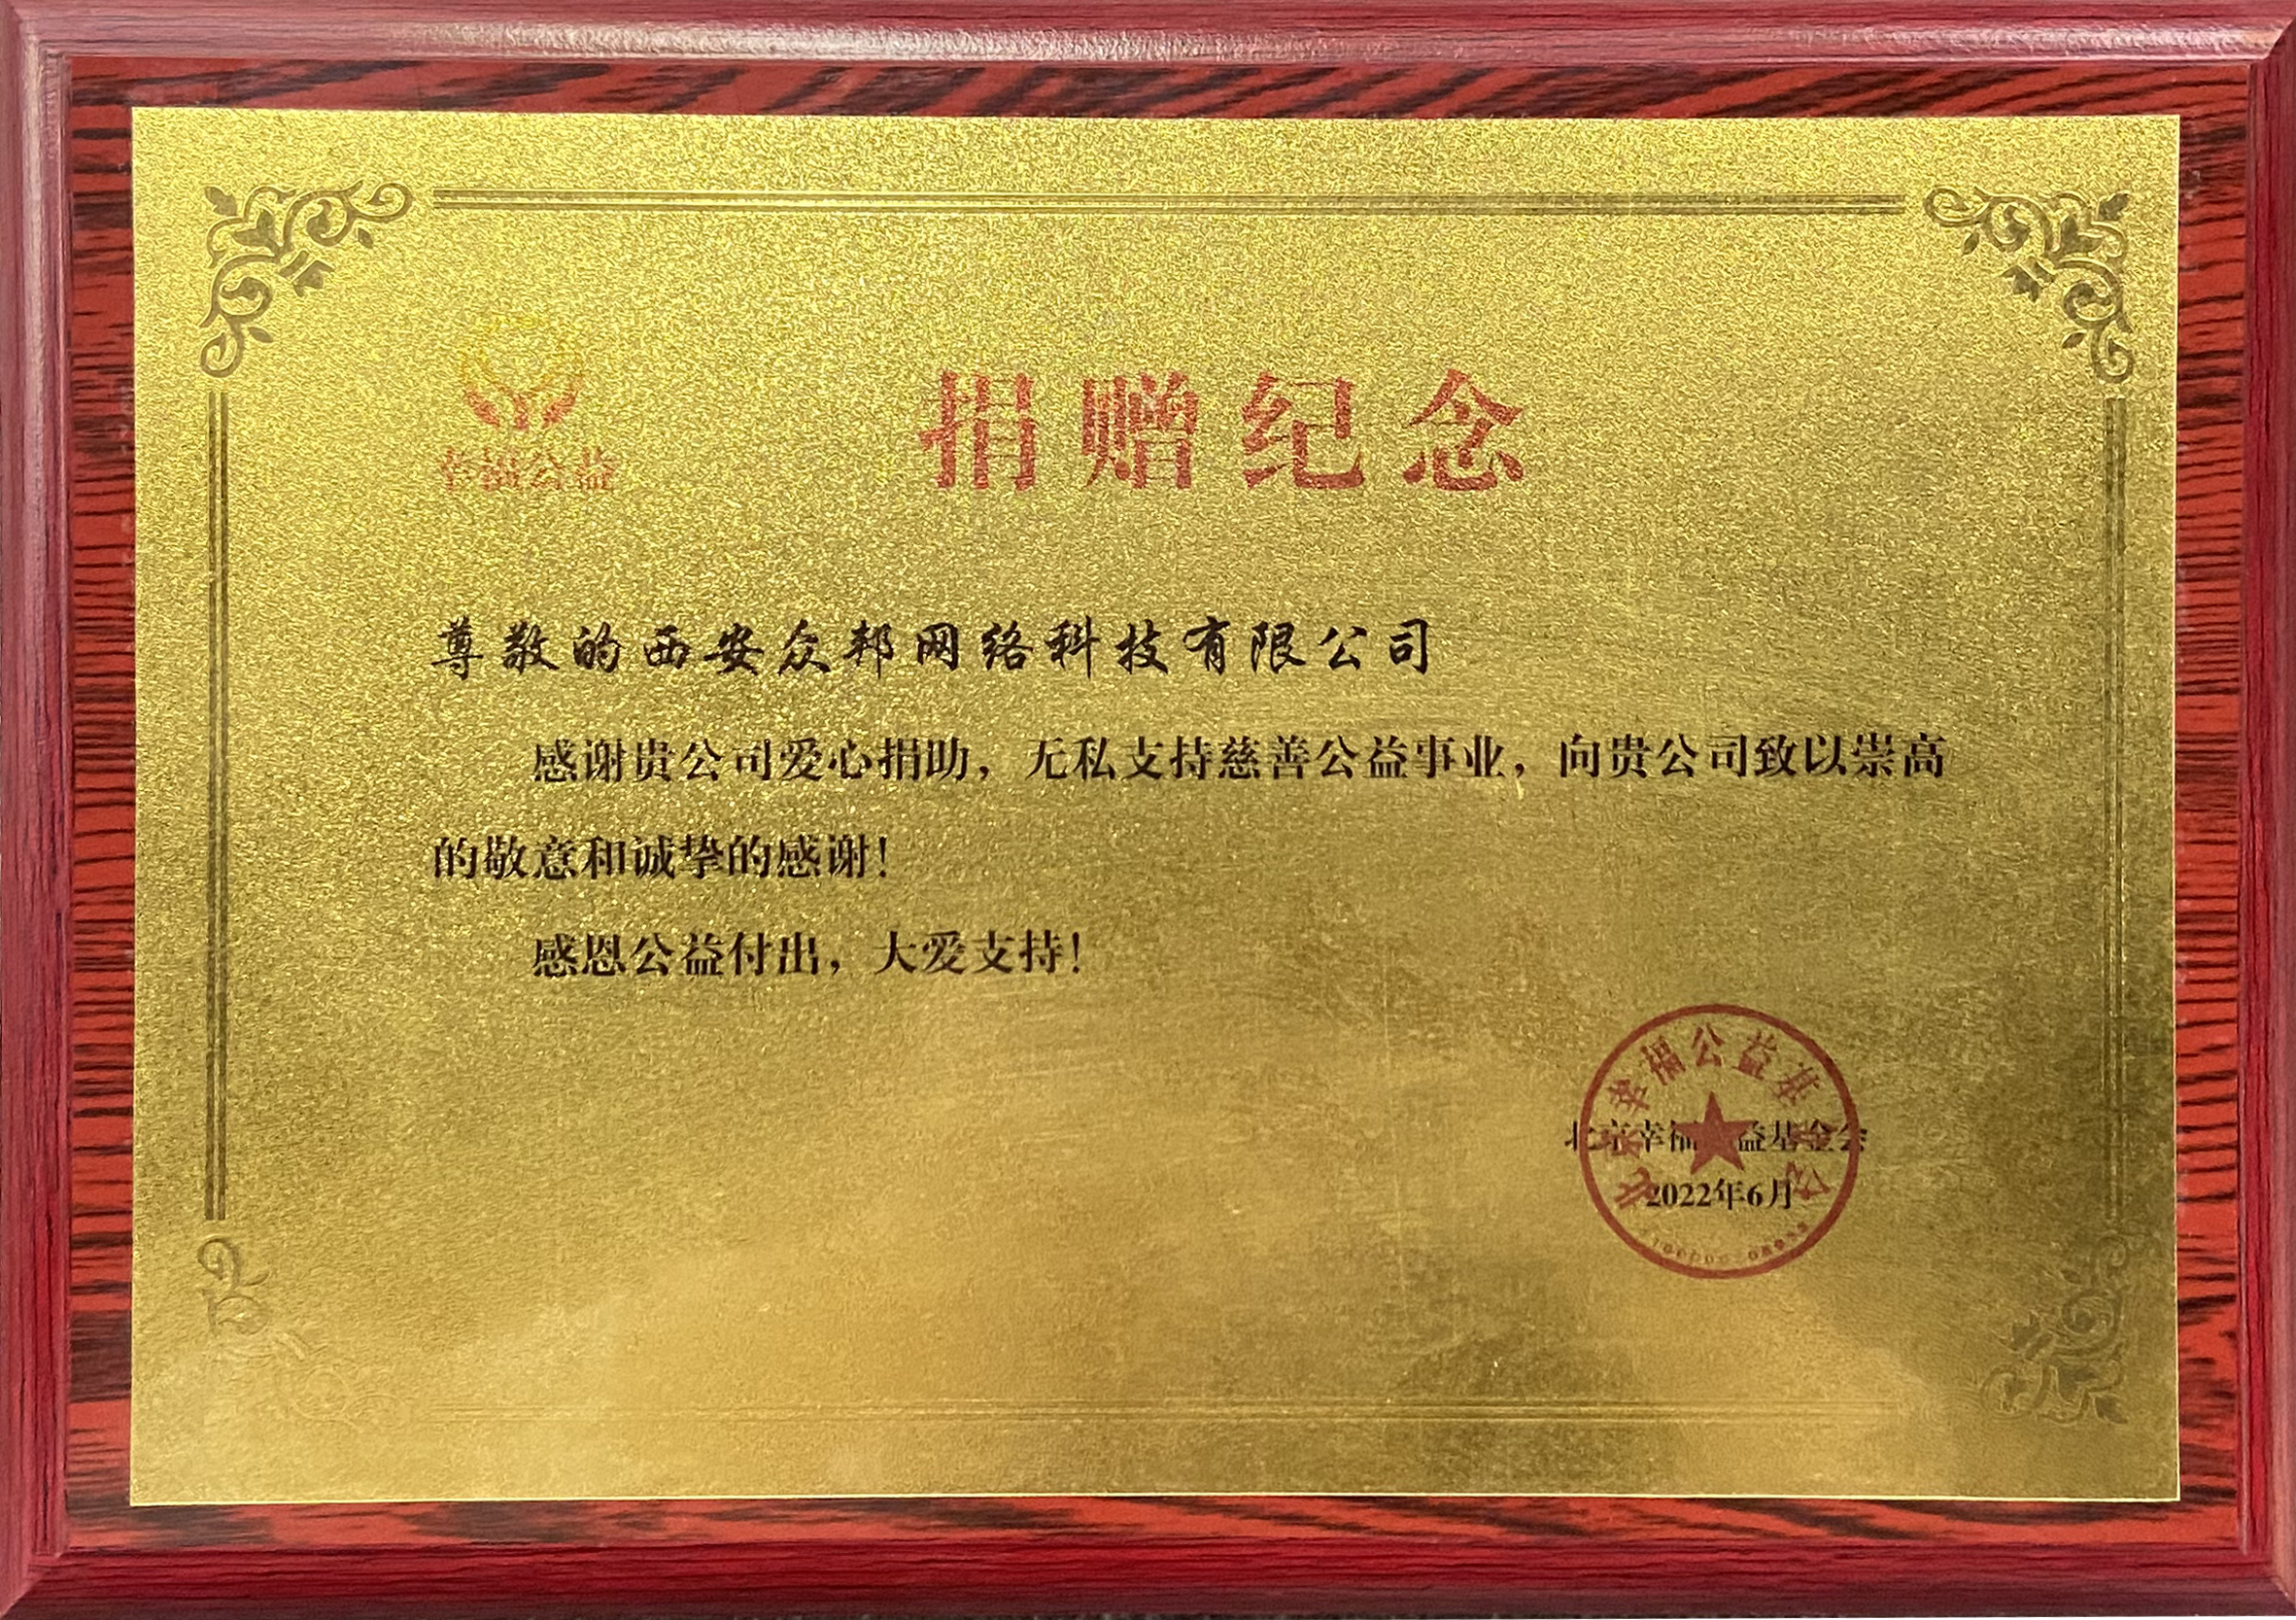 幸福公益
捐赠纪念
尊敬的西安众邦网络科技有限公司
感谢贵公司爱心捐助，无私支持慈善公益事业，向贵公司致以崇高
的敬意和诚挚的感谢！
感恩公益付出，大爱支持！
北京幸福公益基金会
北京幸福公益基金会
2022年6月